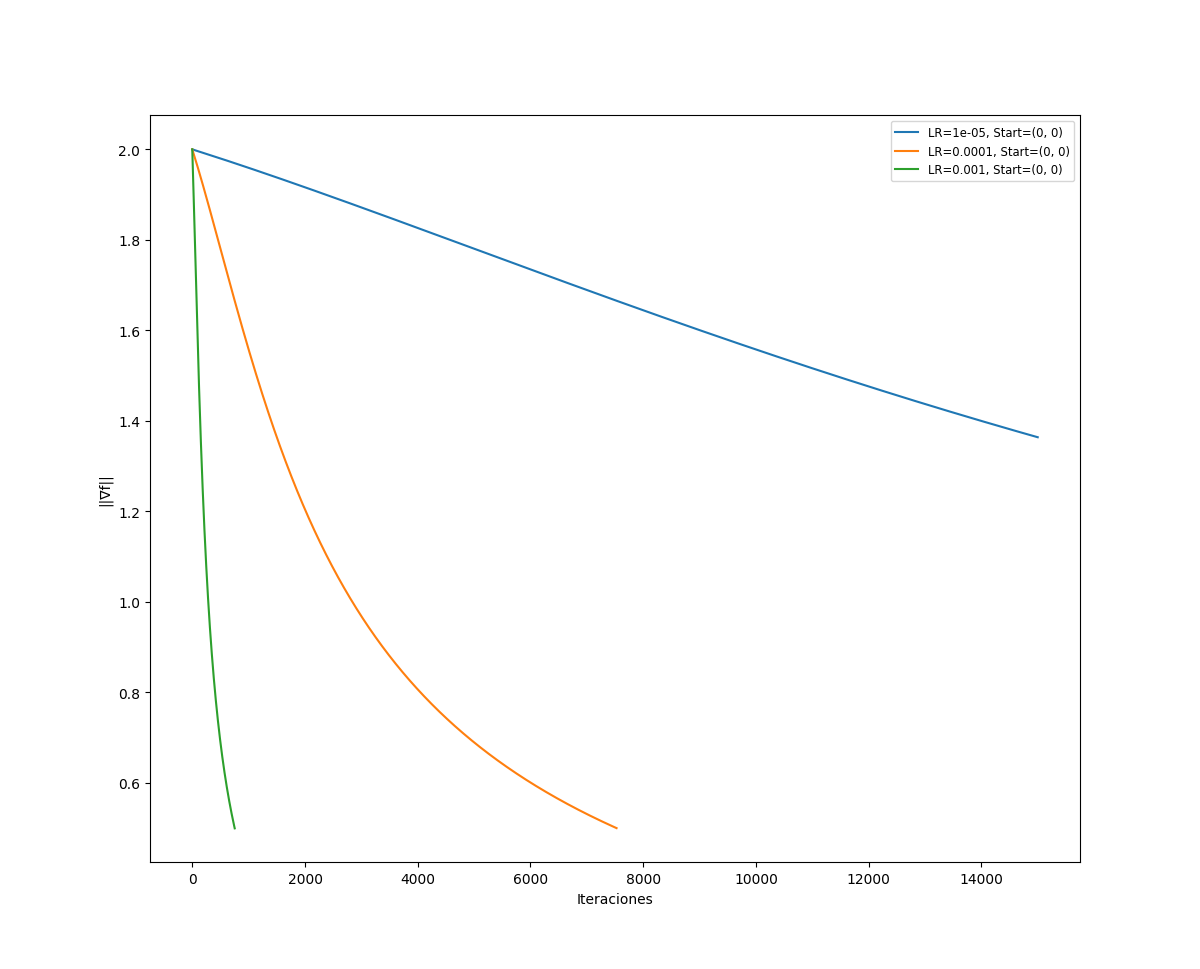 LR=1e-05, Start=(0, 0)
LR=0.0001, Start=(0, 0)
LR=0.001, Start=(0, 0)
2.0
1.8
1.6
1.4
1.2
1.0
0.8
0.6
||∇f||
0 2000 4000 6000 8000 10000 12000 14000
Iteraciones